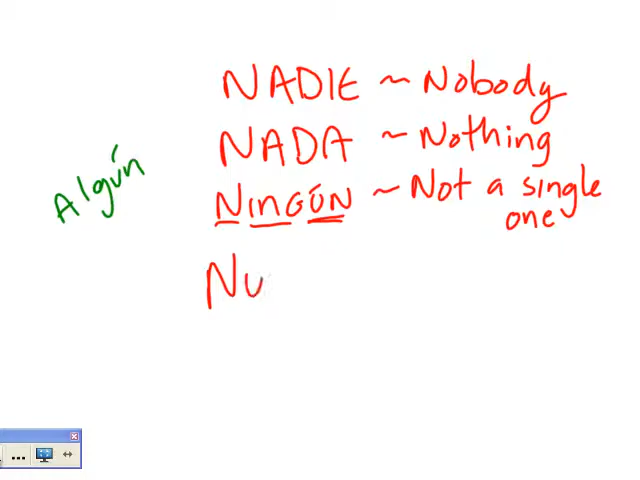 NADIE ~ Nobody
NADA ~ Nothing
Algún
NINGÚN ~ Not a single
one
Nu